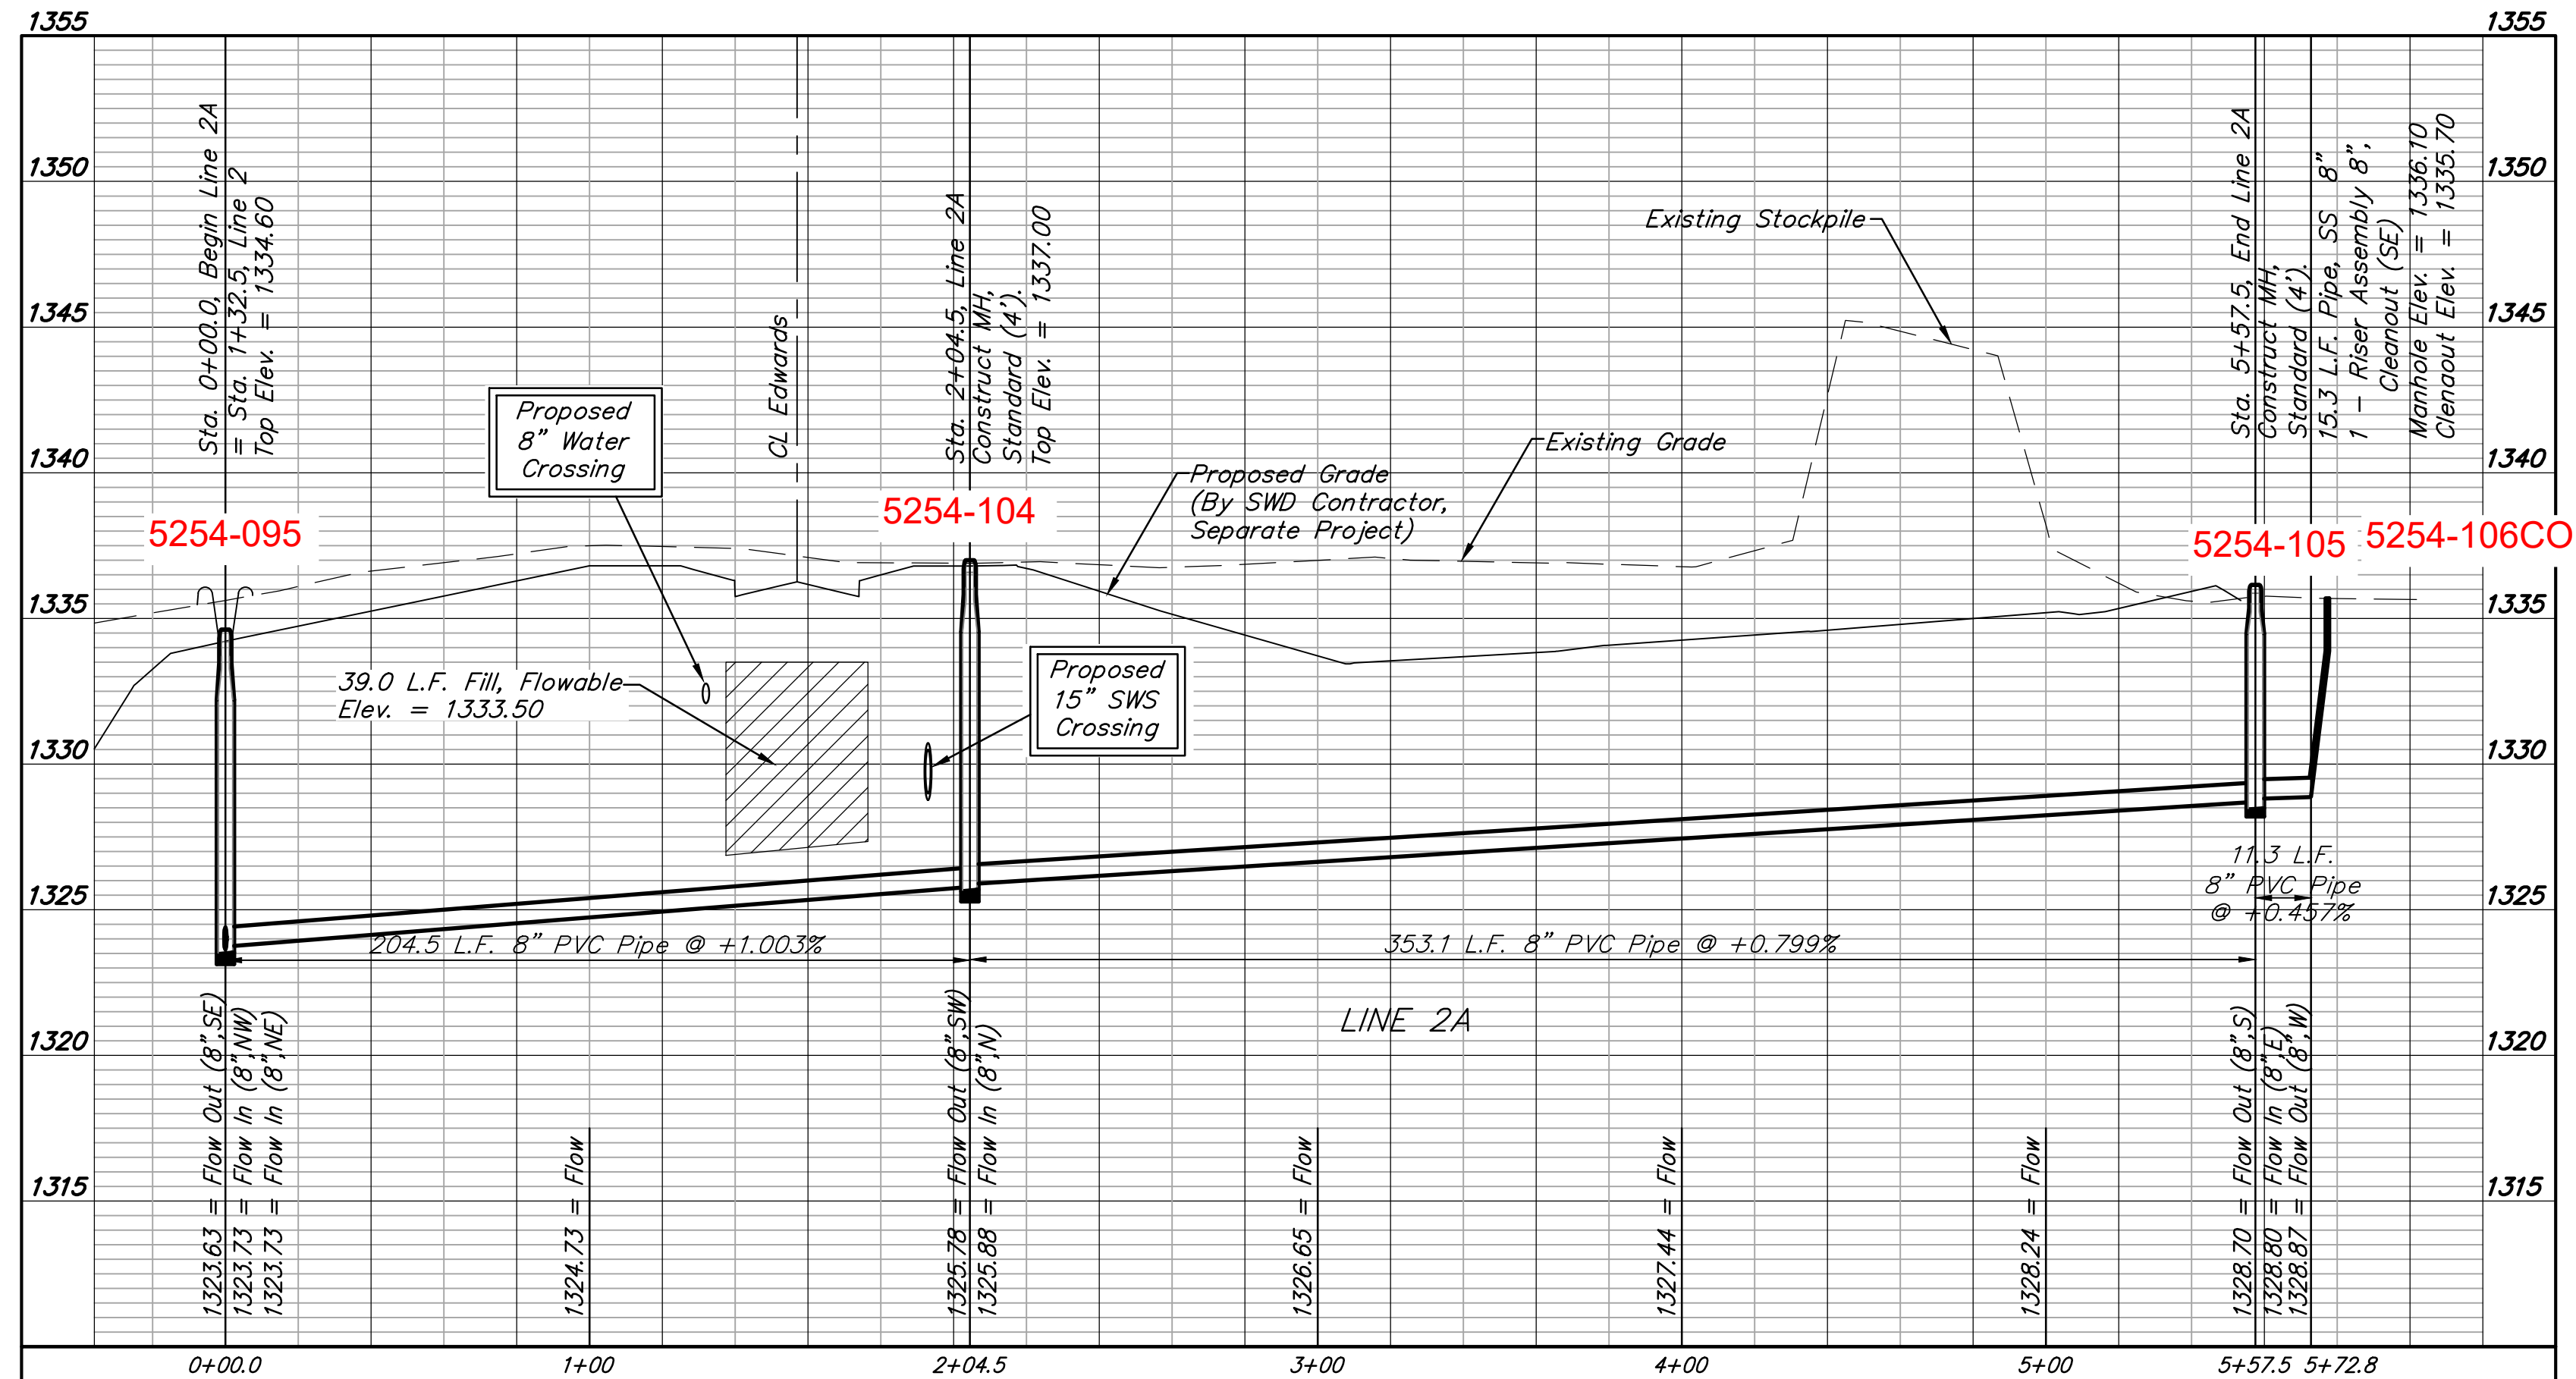 1355
1355
1350
1350
1345
1345
1340
1340
1335
1335
1330
1330
1325
1325
1320
1320
1315
1315
Sta. 0+00.0, Begin Line 2A
= Sta. 1+32.5, Line 2
Top Elev. = 1334.60
5254-095
Proposed
8" Water
Crossing
CL Edwards
Sta. 2+04.5, Line 2A
Construct MH,
Standard (4').
Top Elev. = 1337.00
5254-104
Proposed Grade
(By SWD Contractor,
Separate Project)
Existing Grade
Existing Stockpile
Sta. 5+57.5, End Line 2A
Construct MH,
Standard (4').
15.3 L.F. Pipe, SS 8"
1 - Riser Assembly 8",
Cleanout (SE)
Manhole Elev. = 1336.10
Clenaout Elev. = 1335.70
5254-105
5254-106CO
39.0 L.F. Fill, Flowable
Elev. = 1333.50
Proposed
15" SWS
Crossing
204.5 L.F. 8" PVC Pipe @ +1.003%
353.1 L.F. 8" PVC Pipe @ +0.799%
11.3 L.F.
8" PVC Pipe
@ +0.457%
LINE 2A
1323.63 = Flow Out (8",SE)
1323.73 = Flow In (8",NW)
1323.73 = Flow In (8",NE)
1324.73 = Flow
1325.78 = Flow Out (8",SW)
1325.88 = Flow In (8",N)
1326.65 = Flow
1327.44 = Flow
1328.24 = Flow
1328.70 = Flow Out (8",S)
1328.80 = Flow In (8",E)
1328.87 = Flow Out (8",W)
0+00.0
1+00
2+04.5
3+00
4+00
5+00
5+57.5
5+72.8